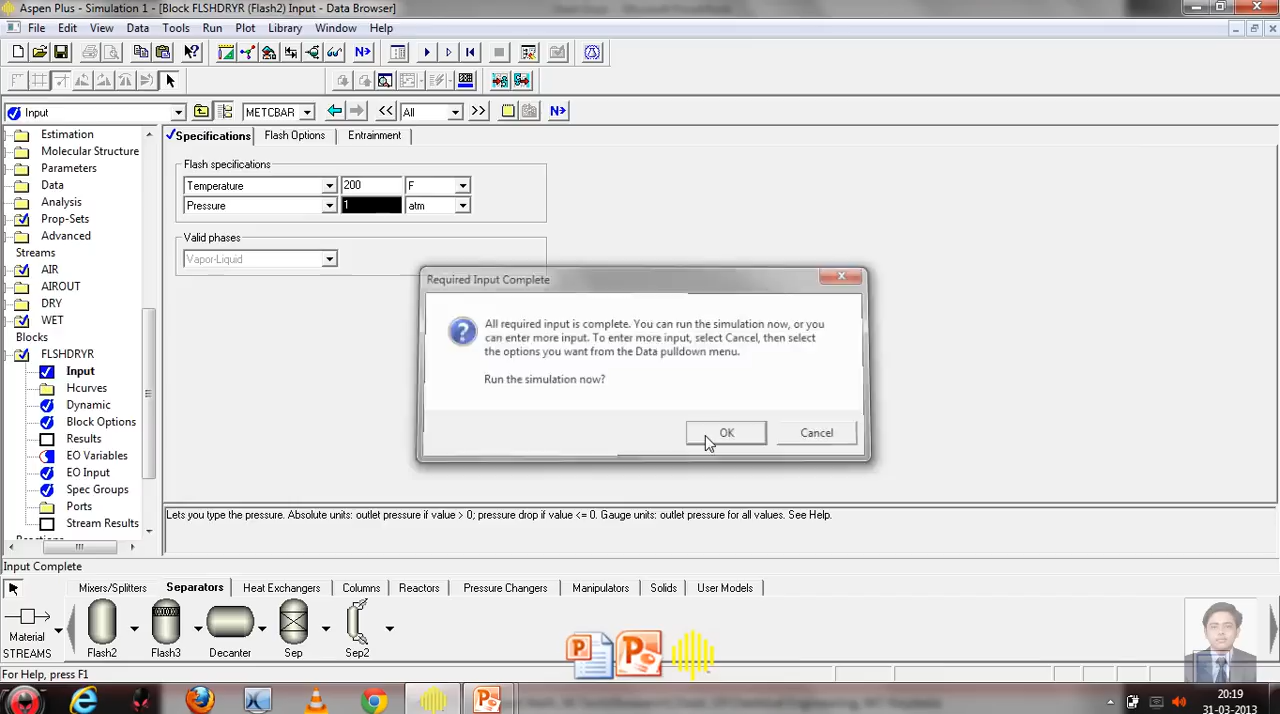 Aspen Plus - Simulation 1 - [Block FLSHDRYR (Flash2) Input - Data Browser]
File Edit View Data Tools Run Plot Library Window Help
N>
Input METCBAR << All >> N>
Estimation
Molecular Structure
Parameters
Data
Analysis
Prop-Sets
Advanced
Streams
AIR
AIROUT
DRY
WET
Blocks
FLSHDRYR
Input
Hcurves
Dynamic
Block Options
Results
EO Variables
EO Input
Spec Groups
Ports
Stream Results
Specifications Flash Options Entrainment
Flash specifications
Temperature 200 F
Pressure 1 atm
Valid phases
Vapor-Liquid
Required Input Complete
All required input is complete. You can run the simulation now, or you
can enter more input. To enter more input, select Cancel, then select
the options you want from the Data pulldown menu.
Run the simulation now?
OK Cancel
Lets you type the pressure. Absolute units: outlet pressure if value > 0; pressure drop if value <= 0. Gauge units: outlet pressure for all values. See Help.
Input Complete
Mixers/Splitters Separators Heat Exchangers Columns Reactors Pressure Changers Manipulators Solids User Models
Material
STREAMS Flash2 Flash3 Decanter Sep Sep2
For Help, press F1
20:19
31-03-2013